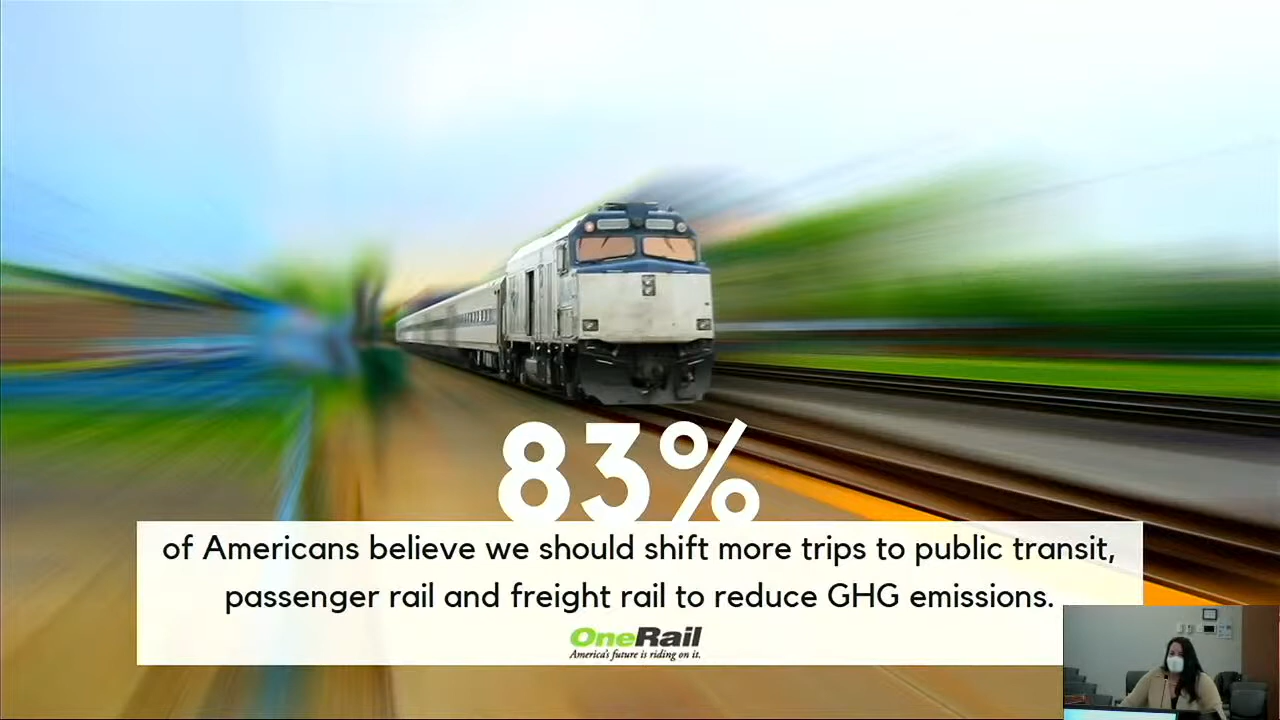 83%
of Americans believe we should shift more trips to public transit,
passenger rail and freight rail to reduce GHG emissions.
OneRail
America's future is riding on it.